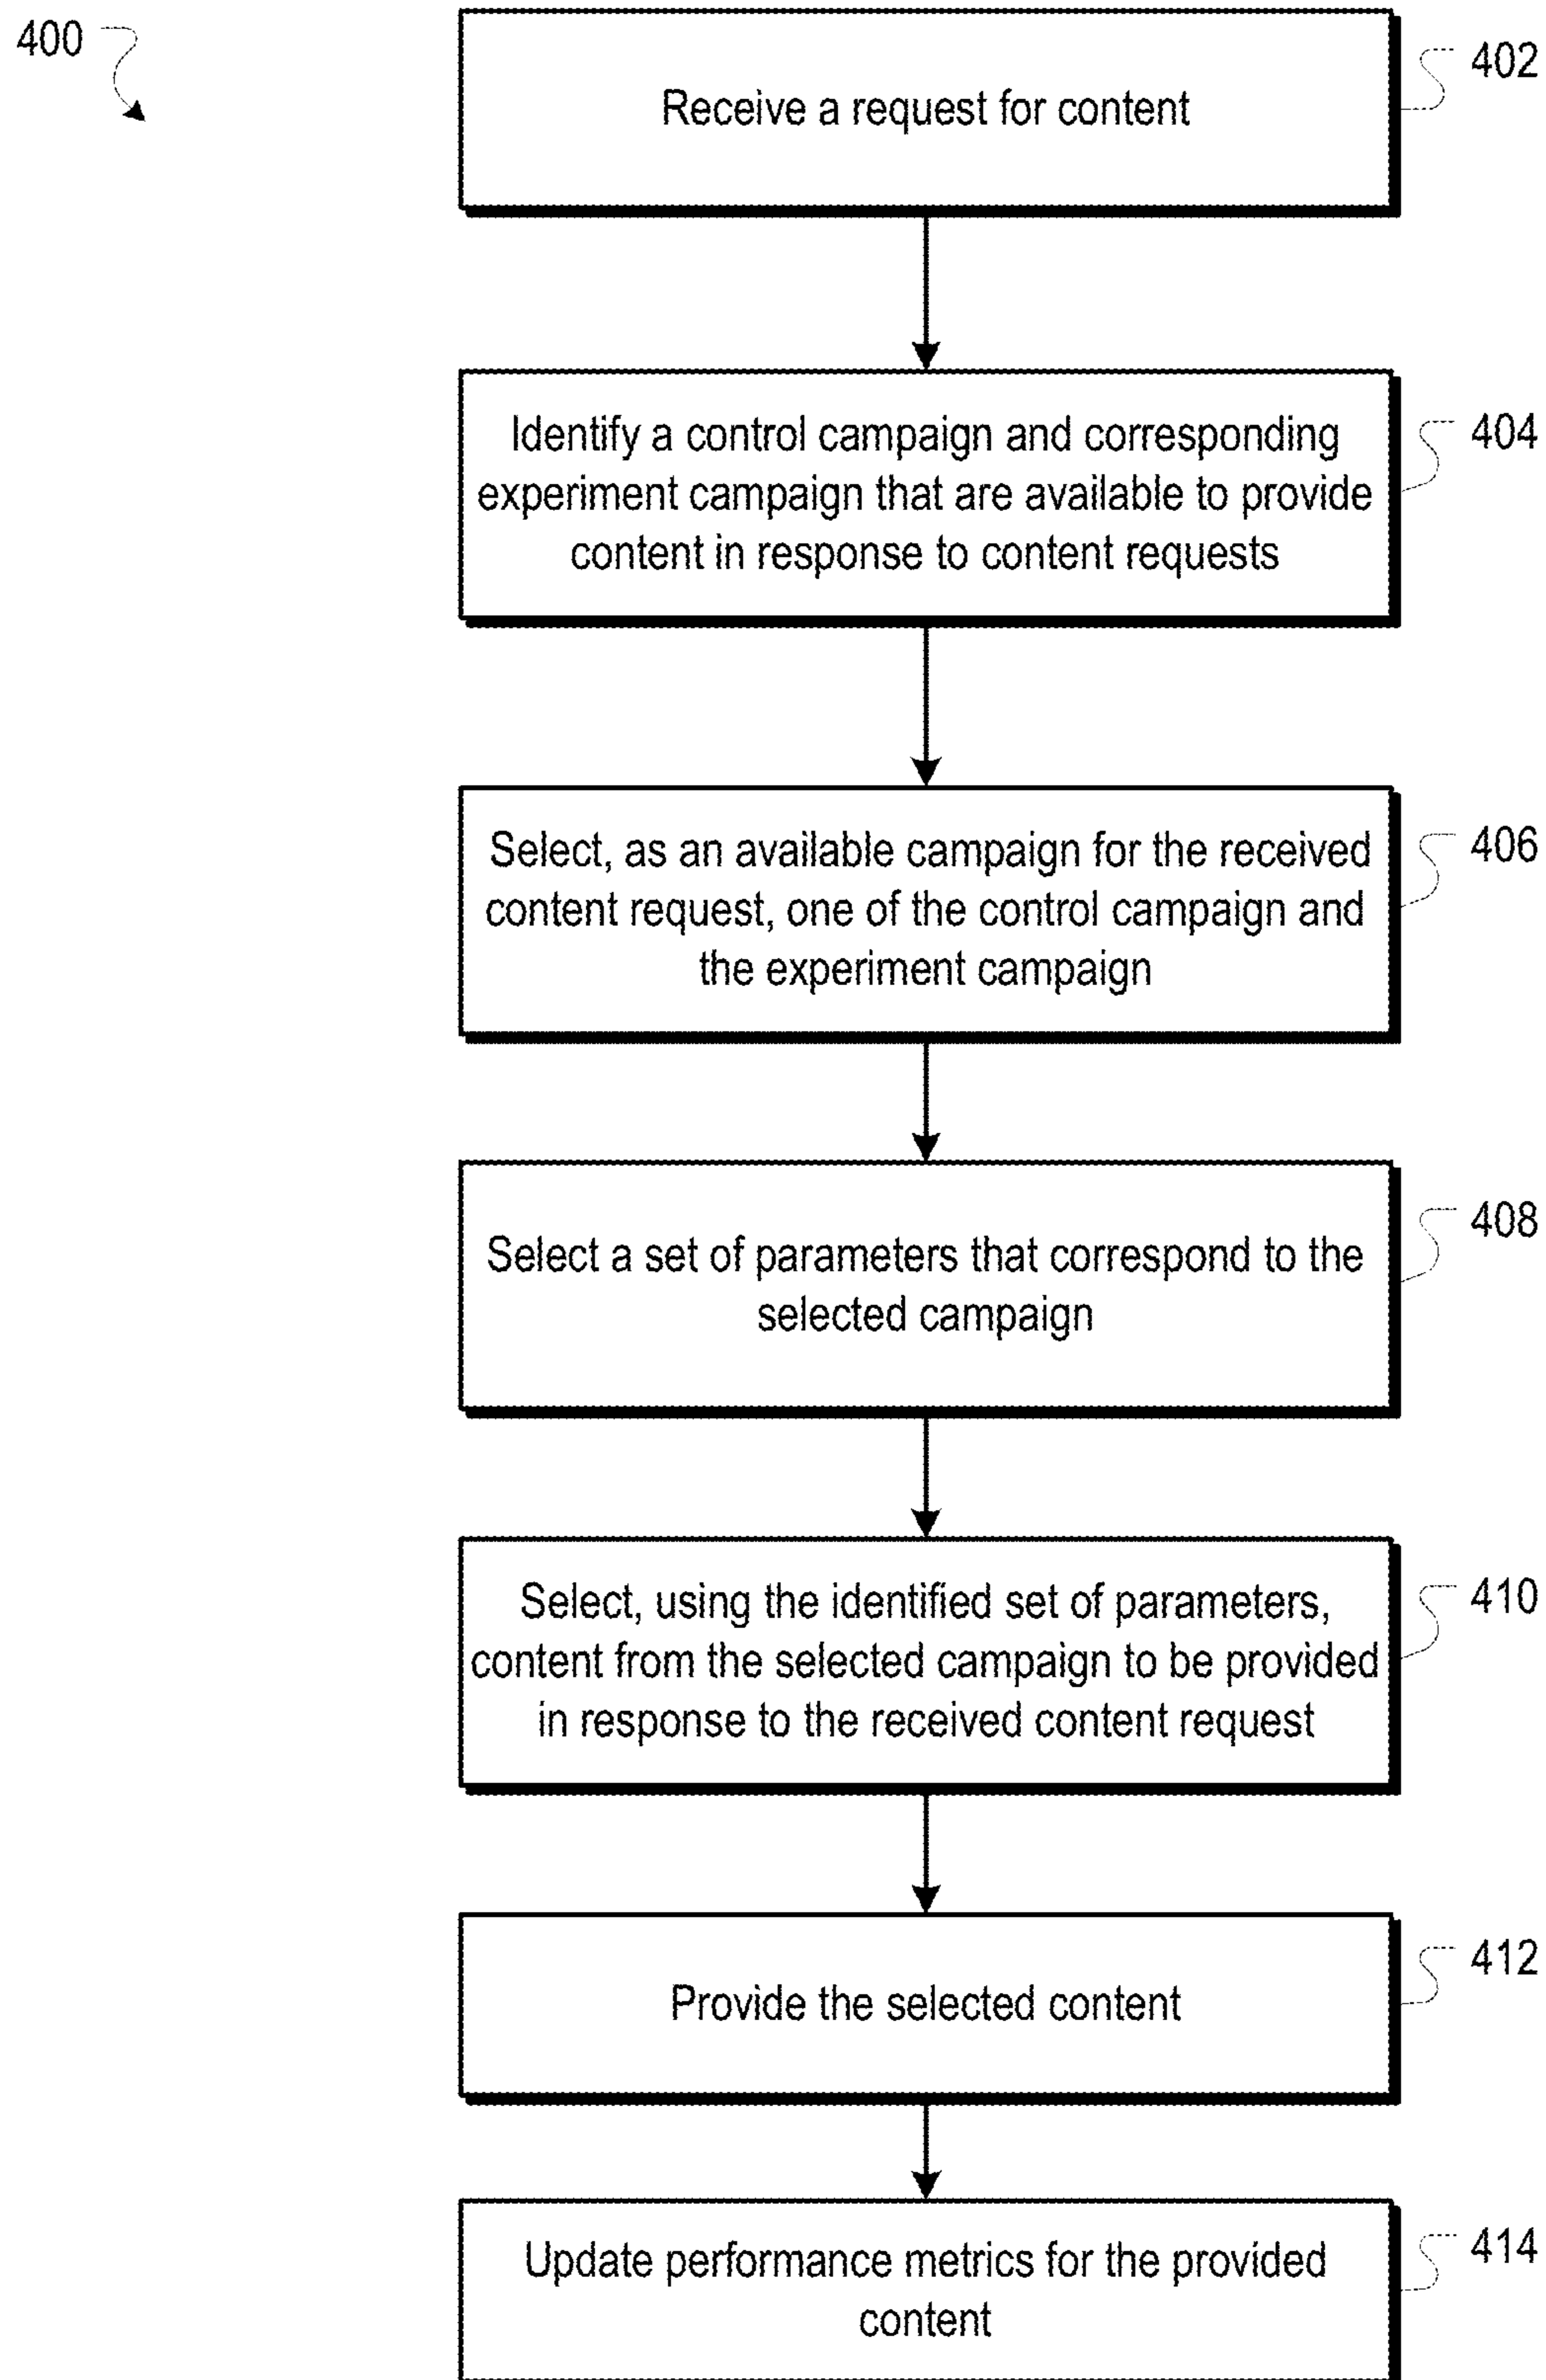 400
402
Receive a request for content
404
Identify a control campaign and corresponding
experiment campaign that are available to provide
content in response to content requests
406
Select, as an available campaign for the received
content request, one of the control campaign and
the experiment campaign
408
Select a set of parameters that correspond to the
selected campaign
410
Select, using the identified set of parameters,
content from the selected campaign to be provided
in response to the received content request
412
Provide the selected content
414
Update performance metrics for the provided
content